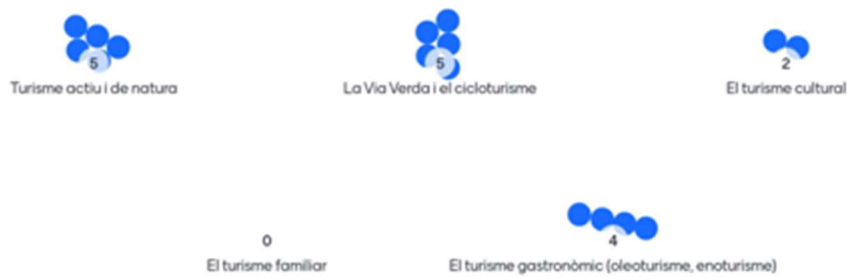 5
Turisme actiu i de natura
5
La Via Verda i el cicloturisme
2
El turisme cultural
0
El turisme familiar
4
El turisme gastronòmic (oleoturisme, enoturisme)